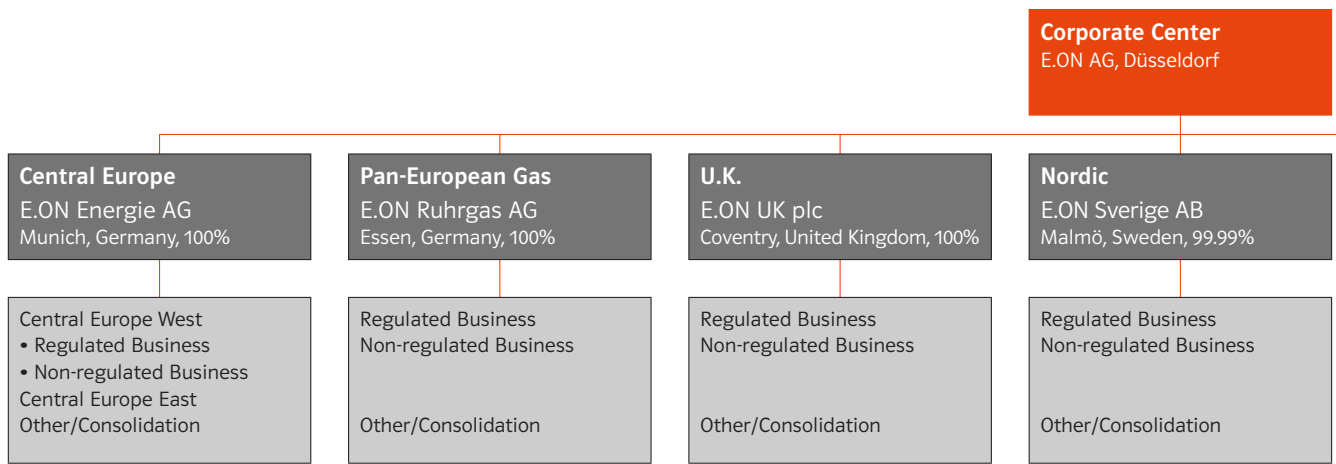 Corporate Center
E.ON AG, Düsseldorf
Central Europe
E.ON Energie AG
Munich, Germany, 100%
Pan-European Gas
E.ON Ruhrgas AG
Essen, Germany, 100%
U.K.
E.ON UK plc
Coventry, United Kingdom, 100%
Nordic
E.ON Sverige AB
Malmö, Sweden, 99.99%
Central Europe West
• Regulated Business
• Non-regulated Business
Central Europe East
Other/Consolidation
Regulated Business
Non-regulated Business
Other/Consolidation
Regulated Business
Non-regulated Business
Other/Consolidation
Regulated Business
Non-regulated Business
Other/Consolidation